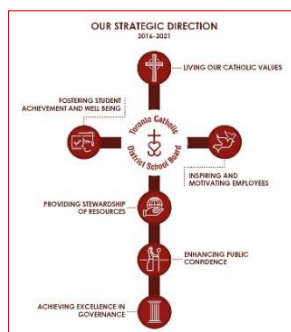 OUR STRATEGIC DIRECTION
2016-2021
LIVING OUR CATHOLIC VALUES
FOSTERING STUDENT
ACHIEVEMENT AND WELL BEING
Toronto Catholic
District School Board
INSPIRING AND
MOTIVATING EMPLOYEES
PROVIDING STEWARDSHIP
OF RESOURCES
ENHANCING PUBLIC
CONFIDENCE
ACHIEVING EXCELLENCE IN
GOVERNANCE